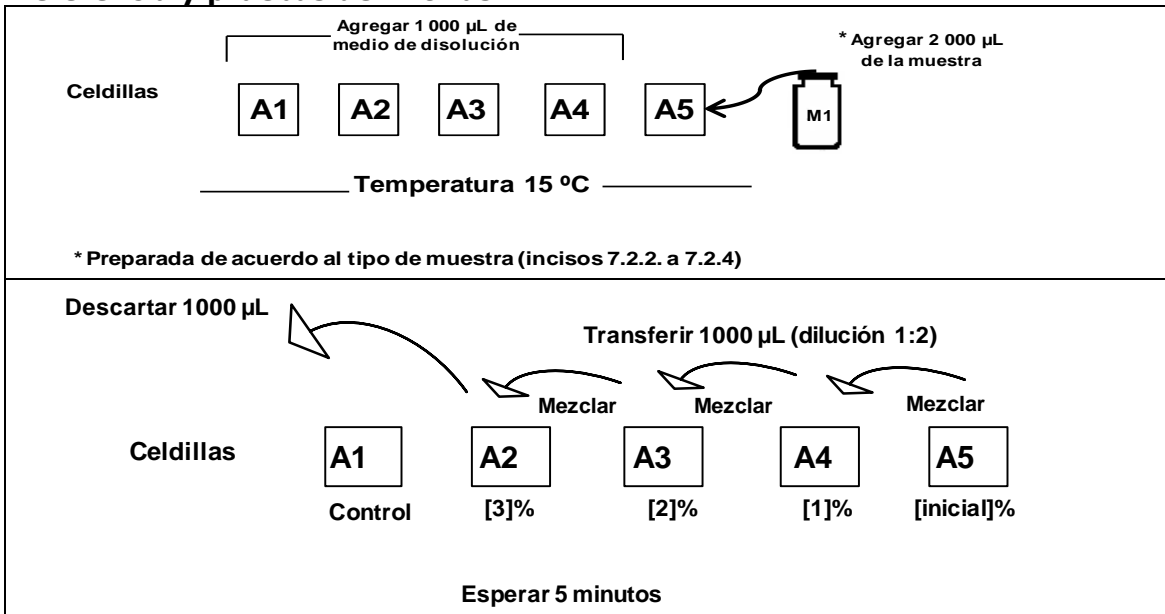 Agregar 1 000 µL de
medio de disolución
* Agregar 2 000 µL
de la muestra
Celdillas
A1 A2 A3 A4 A5 M1
Temperatura 15 ºC
* Preparada de acuerdo al tipo de muestra (incisos 7.2.2. a 7.2.4)
Descartar 1000 µL
Transferir 1000 µL (dilución 1:2)
Mezclar Mezclar Mezclar
Celdillas A1 A2 A3 A4 A5
Control [3]% [2]% [1]% [inicial]%
Esperar 5 minutos